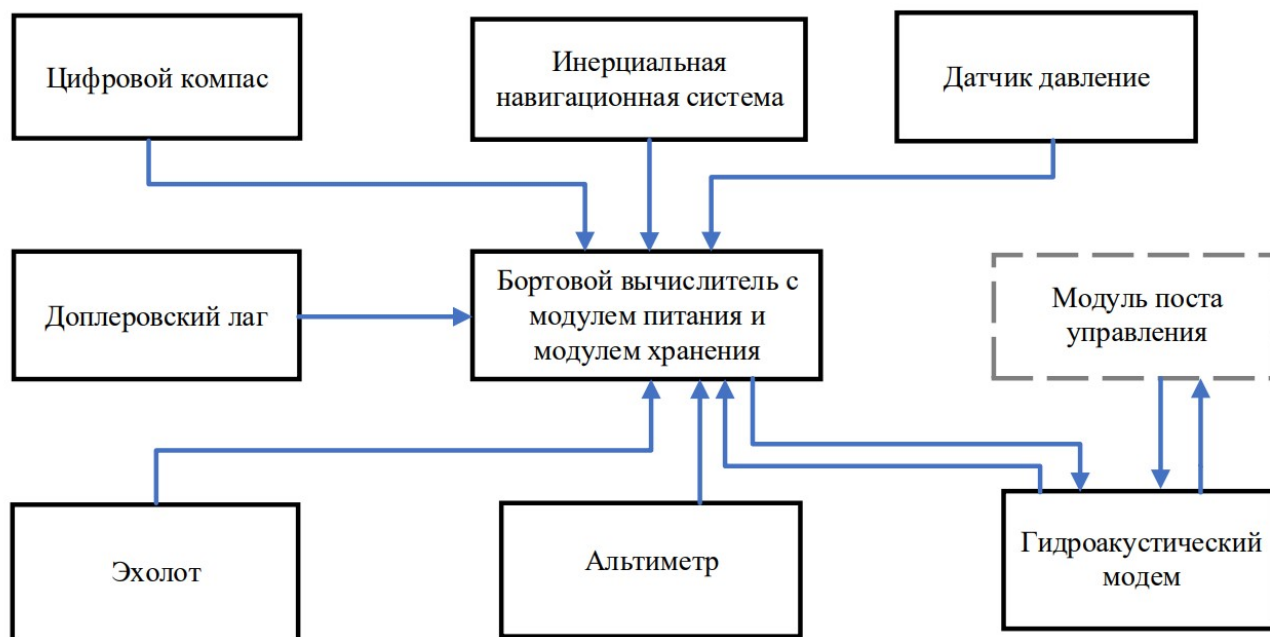 Цифровой компас
Инерциальная
навигационная система
Датчик давление
Доплеровский лаг
Бортовой вычислитель с
модулем питания и
модулем хранения
Модуль поста
управления
Эхолот
Альтиметр
Гидроакустический
модем